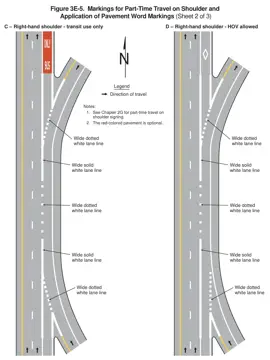 Figure 3E-5. Markings for Part-Time Travel on Shoulder and
Application of Pavement Word Markings (Sheet 2 of 3)
C – Right-hand shoulder - transit use only
D – Right-hand shoulder - HOV allowed
N
Legend
Direction of travel
Notes:
1. See Chapter 2G for part-time travel on
shoulder signing.
2. The red-colored pavement is optional.
Wide dotted
white lane line
Wide solid
white lane line
Wide dotted
white lane line
Wide solid
white lane line
Wide dotted
white lane line
Wide dotted
white lane line
Wide solid
white lane line
Wide dotted
white lane line
Wide solid
white lane line
Wide dotted
white lane line